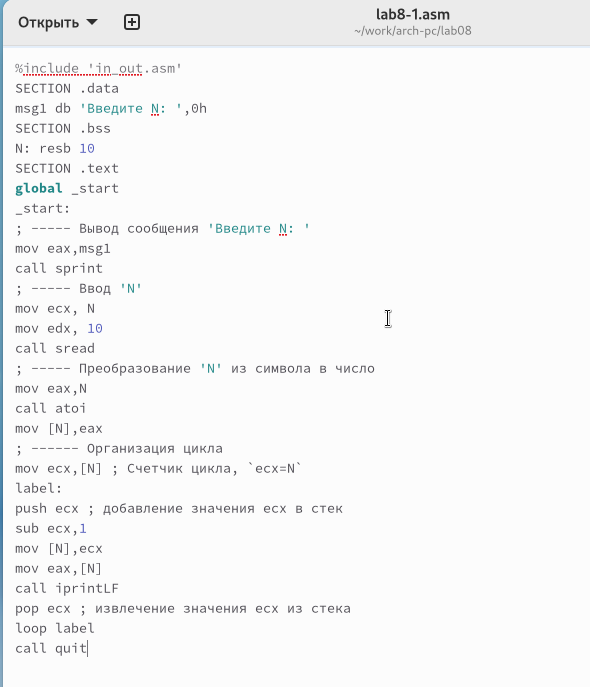 Открыть
lab8-1.asm
~/work/arch-pc/lab08
%include 'in_out.asm'
SECTION .data
msg1 db 'Введите N: ',0h
SECTION .bss
N: resb 10
SECTION .text
global _start
_start:
; ----- Вывод сообщения 'Введите N: '
mov eax,msg1
call sprint
; ----- Ввод 'N'
mov ecx, N
mov edx, 10
call sread
; ----- Преобразование 'N' из символа в число
mov eax,N
call atoi
mov [N],eax
; ------ Организация цикла
mov ecx,[N] ; Счетчик цикла, `ecx=N`
label:
push ecx ; добавление значения ecx в стек
sub ecx,1
mov [N],ecx
mov eax,[N]
call iprintLF
pop ecx ; извлечение значения ecx из стека
loop label
call quit